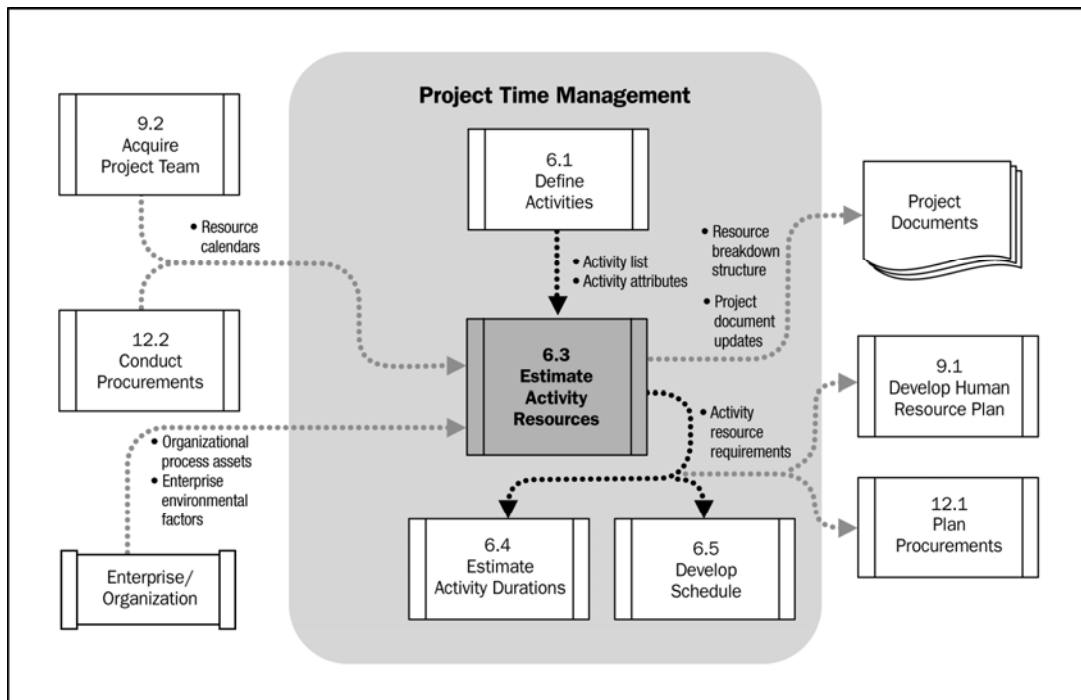 Project Time Management
9.2
Acquire
Project Team
6.1
Define
Activities
Project
Documents
• Resource
calendars
• Resource
breakdown
structure
• Activity list
• Activity attributes
• Project
document
updates
12.2
Conduct
Procurements
6.3
Estimate
Activity
Resources
9.1
Develop Human
Resource Plan
• Activity
resource
requirements
• Organizational
process assets
• Enterprise
environmental
factors
12.1
Plan
Procurements
6.4
Estimate
Activity Durations
6.5
Develop
Schedule
Enterprise/
Organization